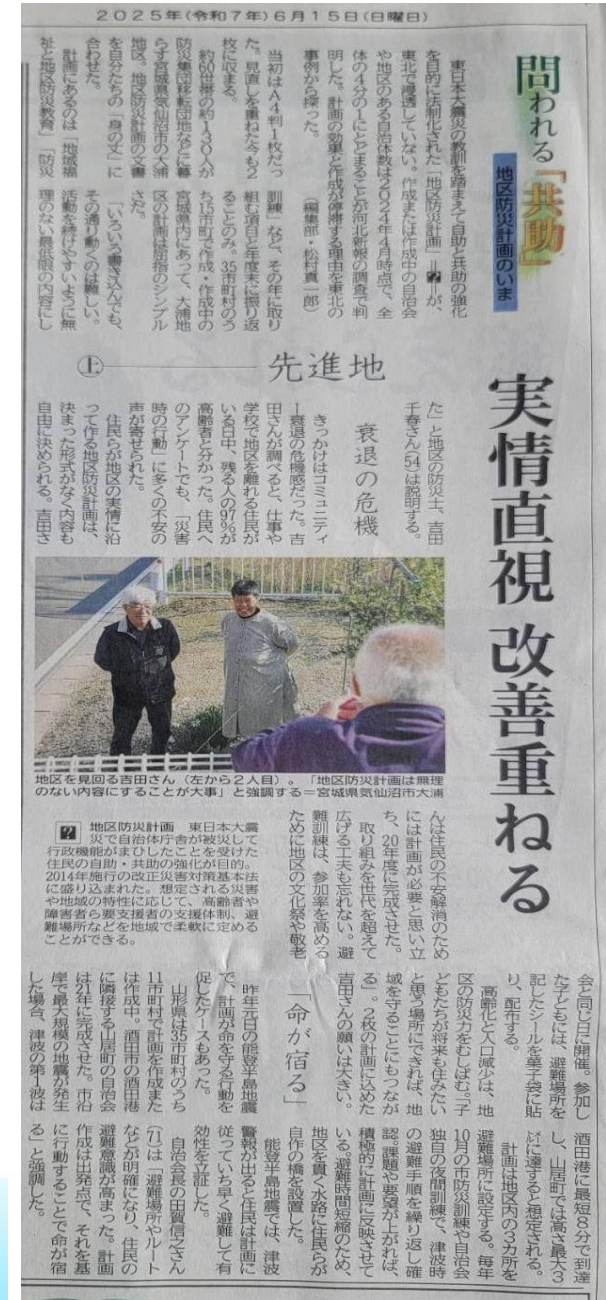 ２０２５年(令和７年)６月１５日(日曜日)
問われる「共助」
地区防災計画のいま
上 先進地
実情直視 改善重ねる
東日本大震災の教訓を踏まえて自助と共助の強化
を目的に法制化された「地区防災計画」＝?＝が、
東北で浸透していない。作成または作成中の自治会
や地区のある自治体数は２０２４年４月時点で、全
体の４分の１にとどまることが河北新報の調査で判
明した。計画の効果と作成が停滞する理由を東北の
事例から探った。
（編集部・松村真一郎）
当初はＡ４判１枚だっ
た。見直しを重ねた今も２
枚に収まる。
約60世帯の約１３０人が
防災集団移転団地などに暮
らす宮城県気仙沼市の大浦
地区。地区防災計画の文書
を自分たちの「身の丈」に
合わせた。
計画にあるのは「地域福
祉と地区防災教育」「防災
訓練」など、その年に取り
組む項目と年度末に振り返
ることのみ。35市町村のう
ち15市町で作成・作成中の
宮城県内にあって、大浦地
区の計画は屈指のシンプル
さだ。
「いろいろ書き込んでも、
その通り動くのは難しい。
活動を続けやすいように無
理のない最低限の内容にし
た」と地区の防災士、吉田
千春さん(54)は説明する。
衰退の危機
きっかけはコミュニティ
ー衰退の危機感だった。吉
田さんが調べると、仕事や
学校で地区を離れる住民が
いる日中、残る人の97％が
高齢者と分かった。住民へ
のアンケートでも、「災害
時の行動」に多くの不安の
声が寄せられた。
住民らが地区の実情に沿
って作る地区防災計画は、
決まった形式がなく内容も
自由に決められる。吉田さ
んは住民の不安解消のため
には計画が必要と思い立
ち、20年度に完成させた。
取り組みを世代を超えて
広げる工夫も忘れない。避
難訓練は、参加率を高める
ために地区の文化祭や敬老
会と同じ日に開催。参加し
た子どもには、避難場所を
記したシールを菓子袋に貼
り、配布する。
高齢化と人口減少は、地
区の防災力をむしばむ。「子
どもたちが将来も住みたい
と思う場所にできれば、地
域を守ることにもつなが
る」。２枚の計画に込めた
吉田さんの願いは大きい。
「命が宿る」
昨年元日の能登半島地震
で、計画が命を守る行動を
促したケースもあった。
山形県は35市町村のうち
11市町村で計画を作成また
は作成中。酒田市の酒田港
に隣接する山居町の自治会
は21年に完成させた。市沿
岸で最大規模の地震が発生
した場合、津波の第１波は
酒田港に最短８分で到達
し、山居町では高さ最大３
㍍に達すると想定される。
計画は地区内の３カ所を
避難場所に設定する。毎年
10月の市防災訓練や自治会
独自の夜間訓練で、津波時
の避難手順を繰り返し確
認。課題や要望が上がれば、
積極的に計画に反映させて
いる。避難時間短縮のため、
地区を貫く水路に住民らが
自作の橋を設置した。
能登半島地震では、津波
警報が出ると住民は計画に
従っていち早く避難して有
効性を立証した。
自治会長の田賀信之さん
(71)は「避難場所やルート
などが明確になり、住民の
避難意識が高まった。計画
作成は出発点で、それを基
に行動することで命が宿
る」と強調した。
地区を見回る吉田さん（左から２人目）。「地区防災計画は無理
のない内容にすることが大事」と強調する＝宮城県気仙沼市大浦
? 地区防災計画　東日本大震
災で自治体庁舎が被災して
行政機能がまひしたことを受けた
住民の自助・共助の強化が目的。
2014年施行の改正災害対策基本法
に盛り込まれた。想定される災害
や地域の特性に応じて、高齢者や
障害者ら要支援者の支援体制、避
難場所などを地域で柔軟に定める
ことができる。